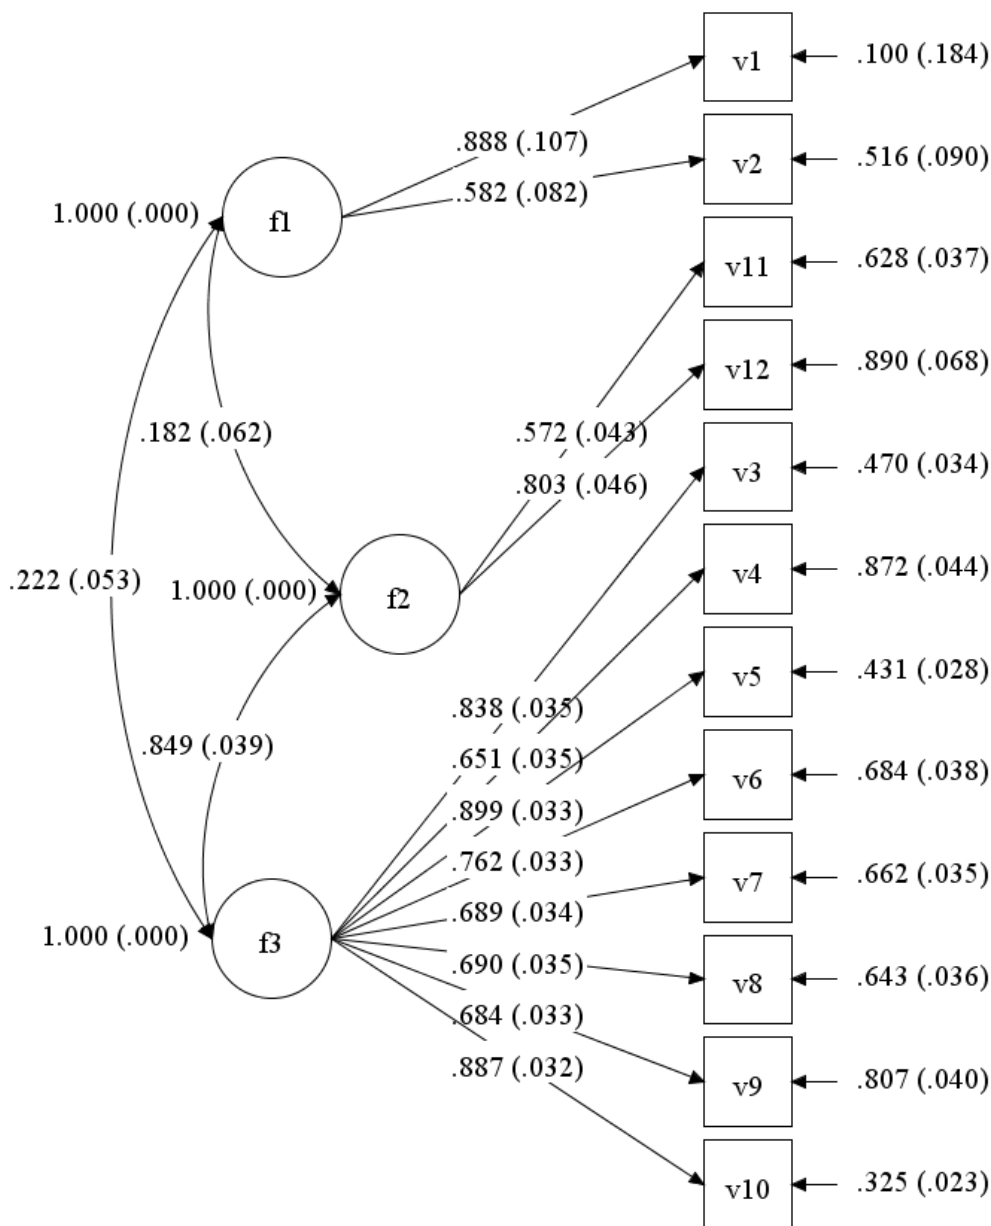 v1
.100 (.184)
.888 (.107)
v2
.516 (.090)
.582 (.082)
1.000 (.000)
f1
v11
.628 (.037)
v12
.890 (.068)
.182 (.062)
.572 (.043)
.803 (.046)
v3
.470 (.034)
.222 (.053)
1.000 (.000)
f2
v4
.872 (.044)
v5
.431 (.028)
.838 (.035)
.849 (.039)
.651 (.035)
v6
.684 (.038)
.899 (.033)
.762 (.033)
v7
.662 (.035)
.689 (.034)
1.000 (.000)
f3
.690 (.035)
v8
.643 (.036)
.684 (.033)
.887 (.032)
v9
.807 (.040)
v10
.325 (.023)